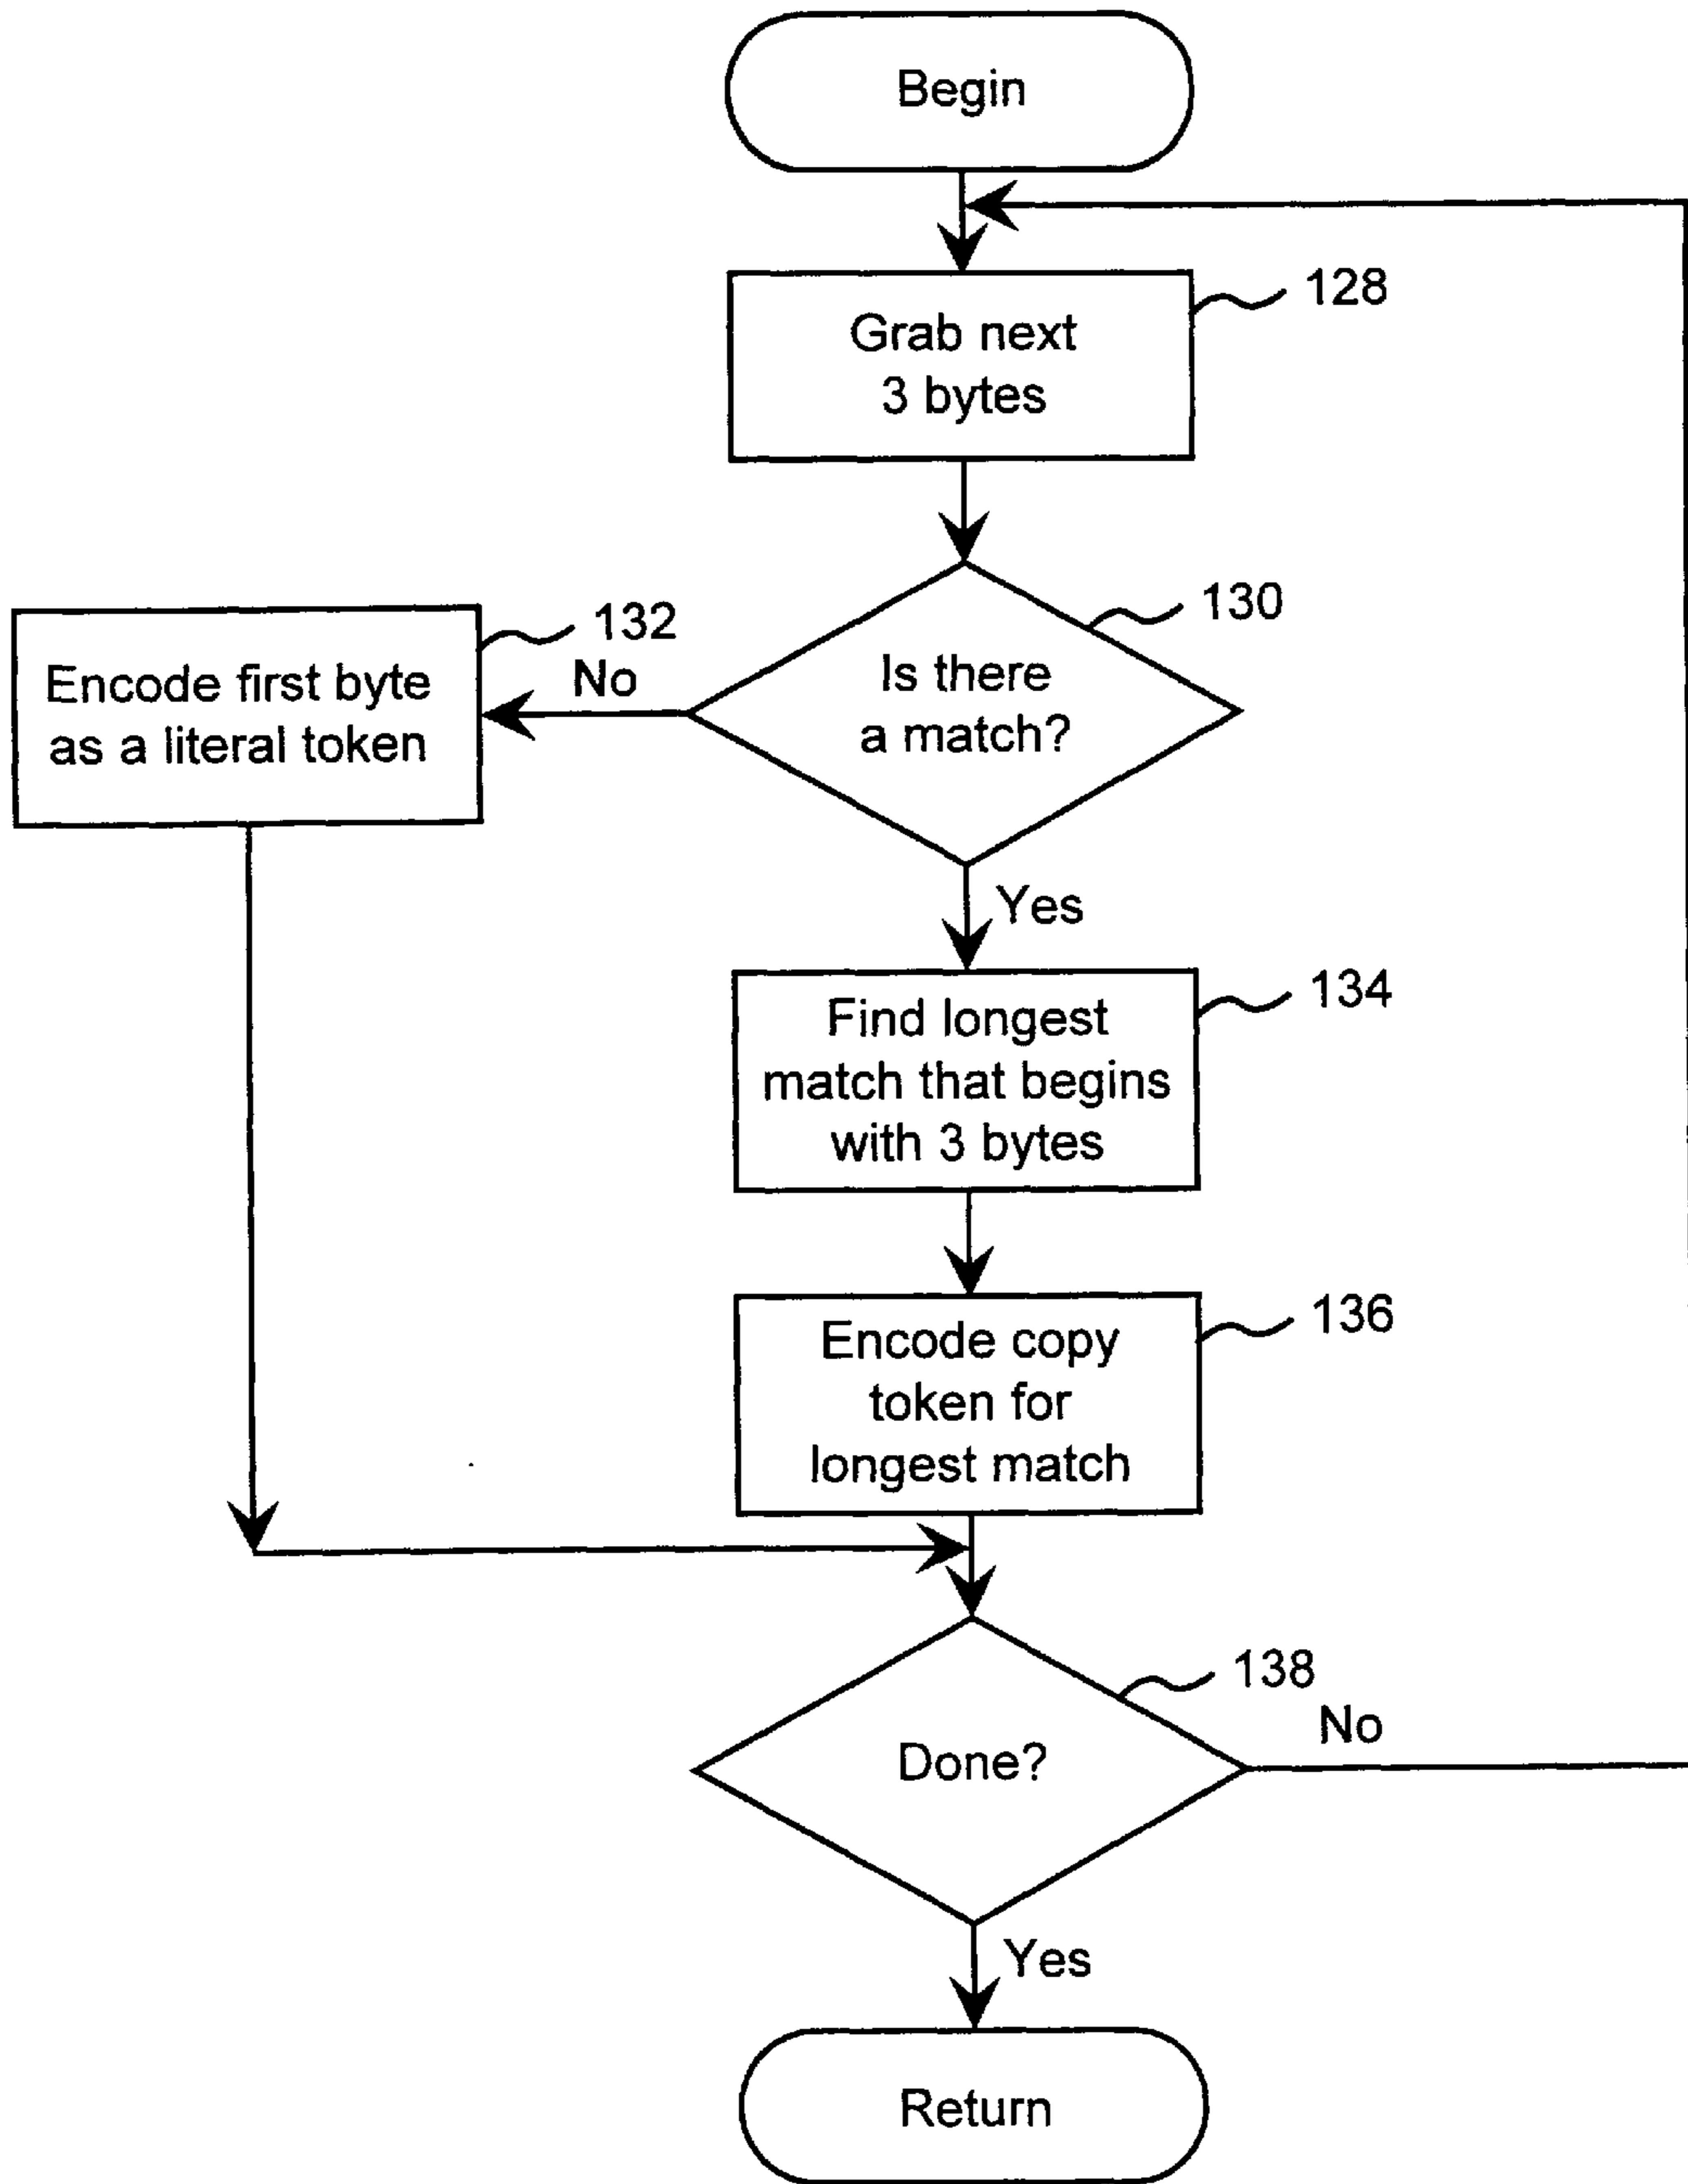 Begin
128
Grab next
3 bytes
130
Is there
a match?
No
132
Encode first byte
as a literal token
Yes
134
Find longest
match that begins
with 3 bytes
136
Encode copy
token for
longest match
138
Done?
No
Yes
Return